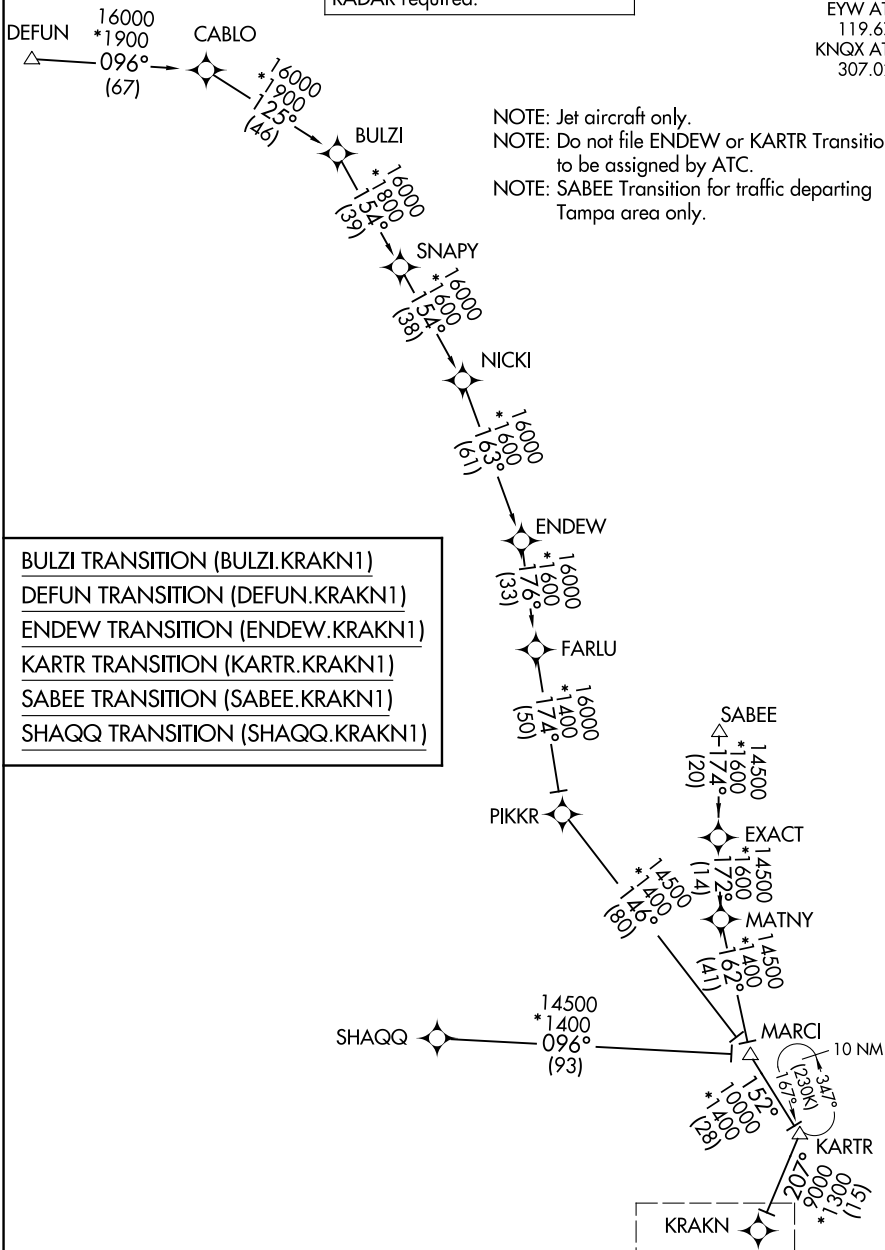 RADAR required.
EYW AT
119.6
KNQX AT
307.0
DEFUN
16000
*1900
096°
(67)
CABLO
16000
*1900
125°
(46)
BULZI
NOTE: Jet aircraft only.
NOTE: Do not file ENDEW or KARTR Transitio
to be assigned by ATC.
NOTE: SABEE Transition for traffic departing
Tampa area only.
16000
*1800
154°
(39)
SNAPY
16000
*1600
154°
(38)
NICKI
16000
*1600
163°
(61)
ENDEW
16000
*1600
176°
(33)
FARLU
BULZI TRANSITION (BULZI.KRAKN1)
DEFUN TRANSITION (DEFUN.KRAKN1)
ENDEW TRANSITION (ENDEW.KRAKN1)
KARTR TRANSITION (KARTR.KRAKN1)
SABEE TRANSITION (SABEE.KRAKN1)
SHAQQ TRANSITION (SHAQQ.KRAKN1)
16000
*1400
174°
(50)
PIKKR
SABEE
14500
*1600
174°
(20)
EXACT
14500
*1600
172°
(14)
MATNY
14500
*1400
146°
(80)
14500
*1400
162°
(41)
SHAQQ
14500
*1400
096°
(93)
MARCI
10 NM
347°
(230K)
167°
152°
10000
*1400
(28)
KARTR
207°
9000
*1300
(15)
KRAKN